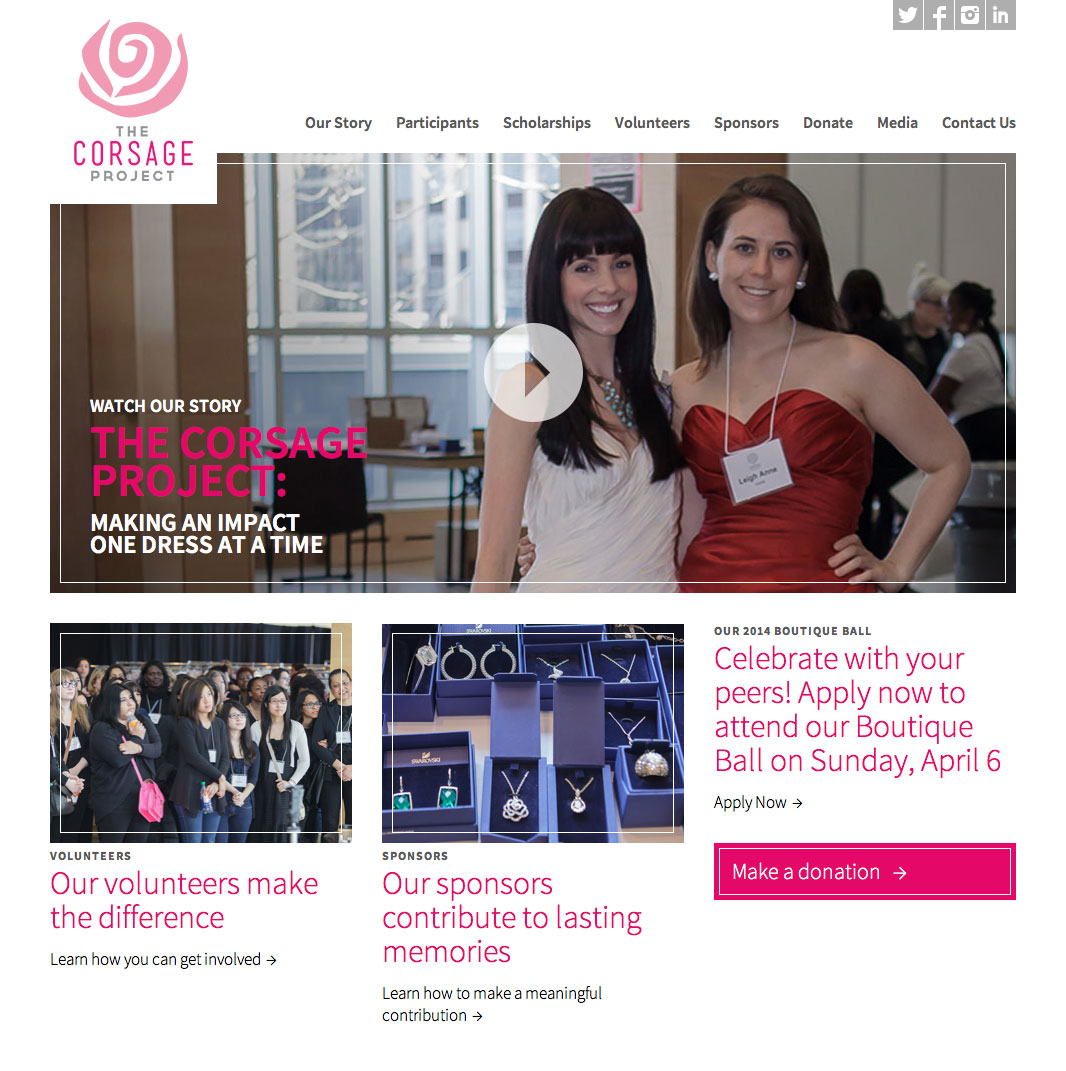 THE
CORSAGE
PROJECT
Our Story Participants Scholarships Volunteers Sponsors Donate Media Contact Us
WATCH OUR STORY
THE CORSAGE
PROJECT:
MAKING AN IMPACT
ONE DRESS AT A TIME
Leigh Anne
SWAROVSKI
SWAROVSKI
VOLUNTEERS
Our volunteers make
the difference
Learn how you can get involved →
SPONSORS
Our sponsors
contribute to lasting
memories
Learn how to make a meaningful
contribution →
OUR 2014 BOUTIQUE BALL
Celebrate with your
peers! Apply now to
attend our Boutique
Ball on Sunday, April 6
Apply Now →
Make a donation →